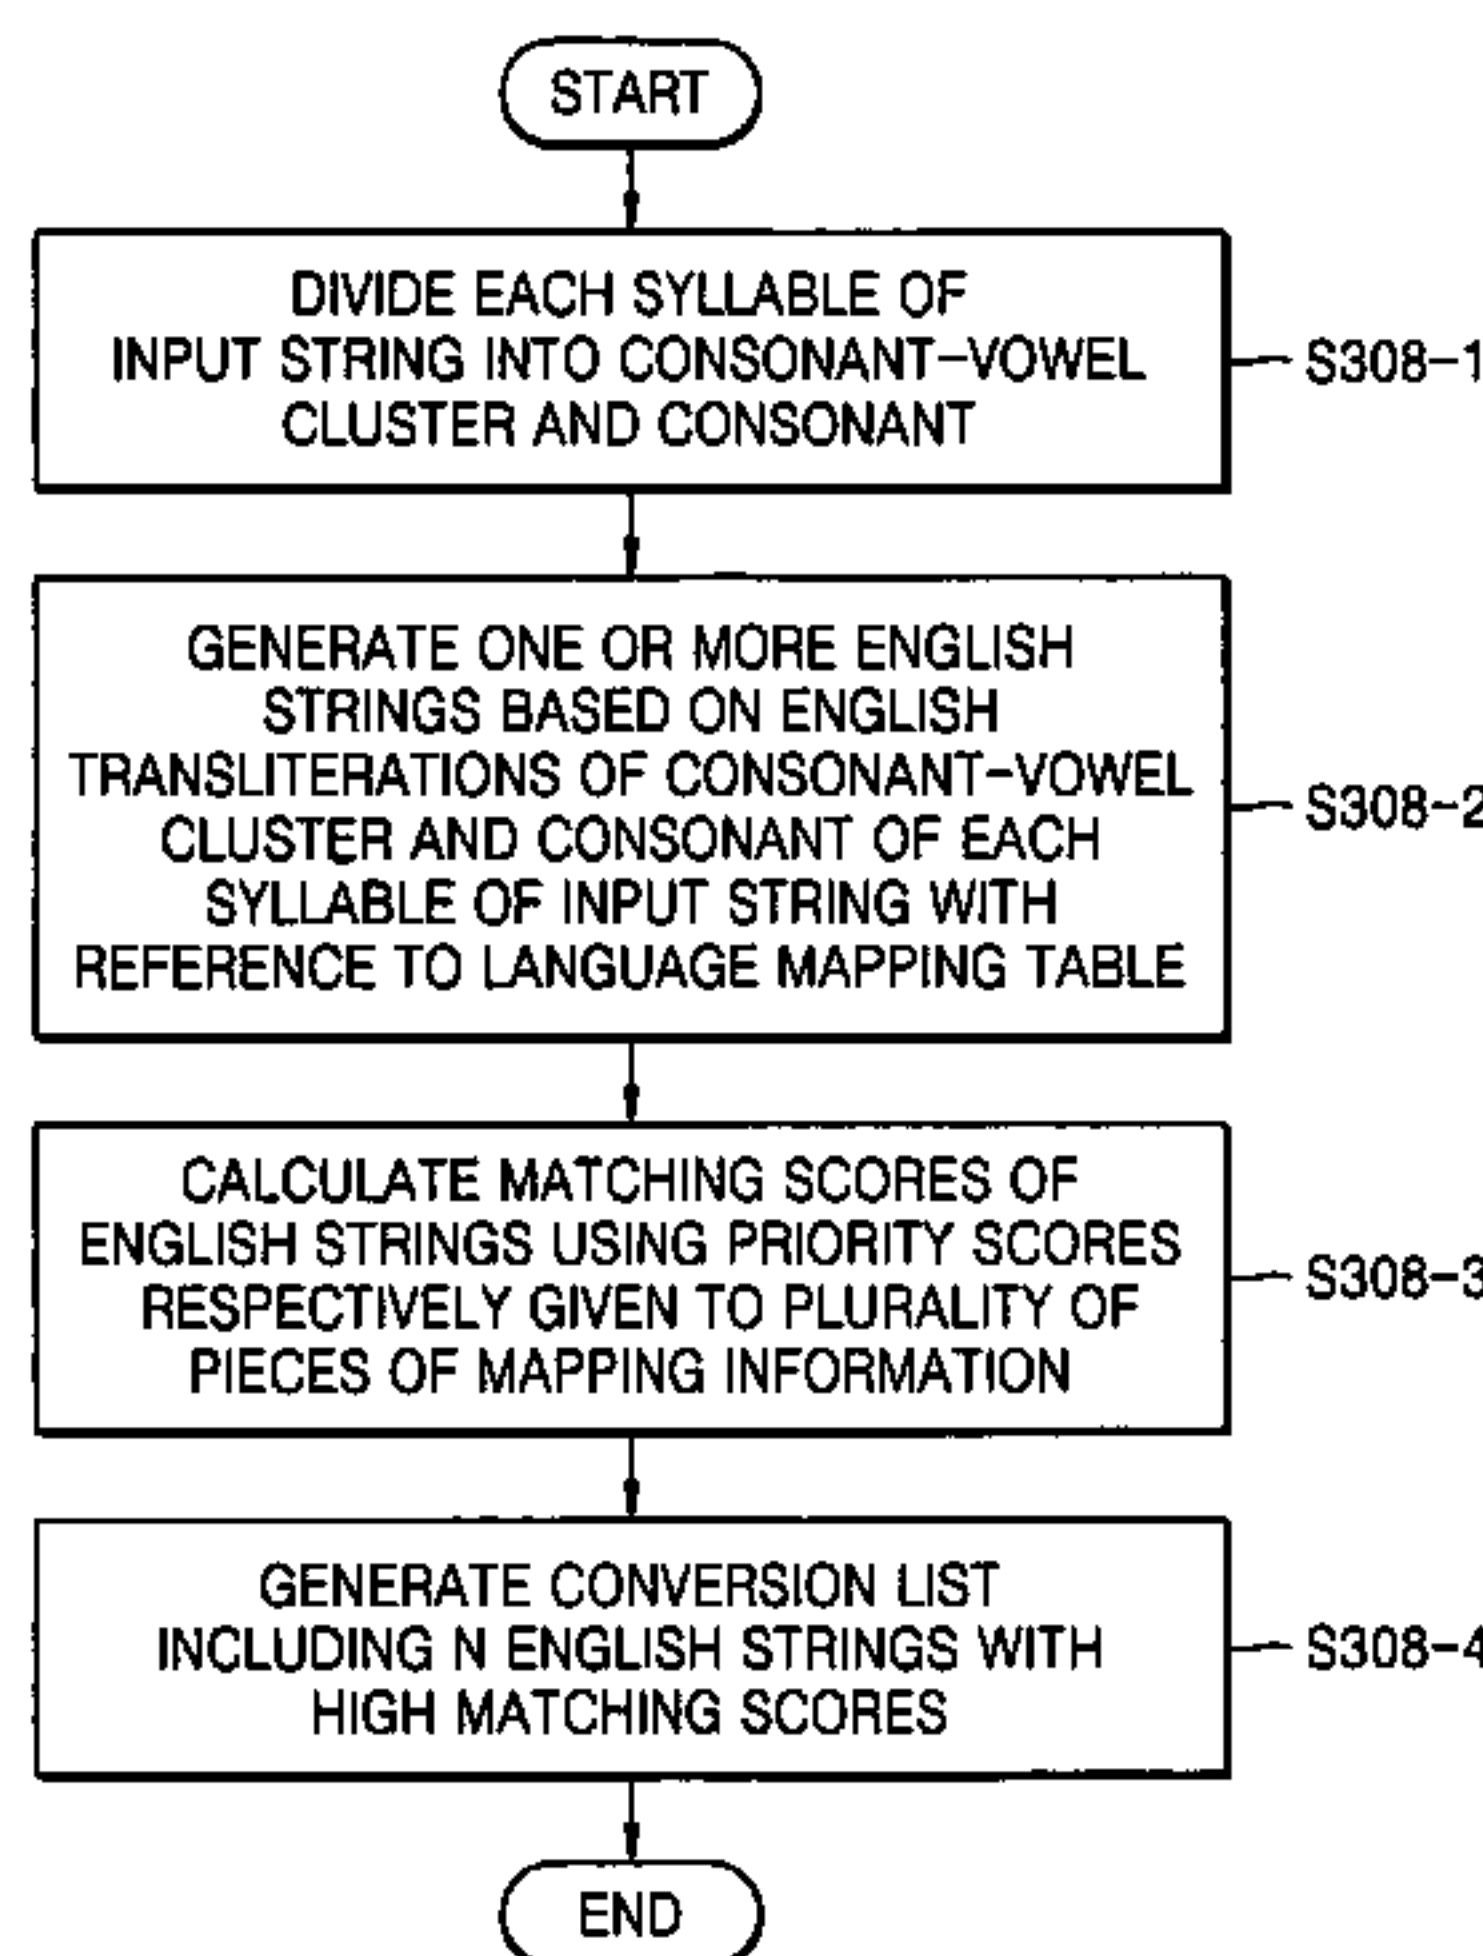 START
DIVIDE EACH SYLLABLE OF
INPUT STRING INTO CONSONANT-VOWEL
CLUSTER AND CONSONANT
S308-1
GENERATE ONE OR MORE ENGLISH
STRINGS BASED ON ENGLISH
TRANSLITERATIONS OF CONSONANT-VOWEL
CLUSTER AND CONSONANT OF EACH
SYLLABLE OF INPUT STRING WITH
REFERENCE TO LANGUAGE MAPPING TABLE
S308-2
CALCULATE MATCHING SCORES OF
ENGLISH STRINGS USING PRIORITY SCORES
RESPECTIVELY GIVEN TO PLURALITY OF
PIECES OF MAPPING INFORMATION
S308-3
GENERATE CONVERSION LIST
INCLUDING N ENGLISH STRINGS WITH
HIGH MATCHING SCORES
S308-4
END